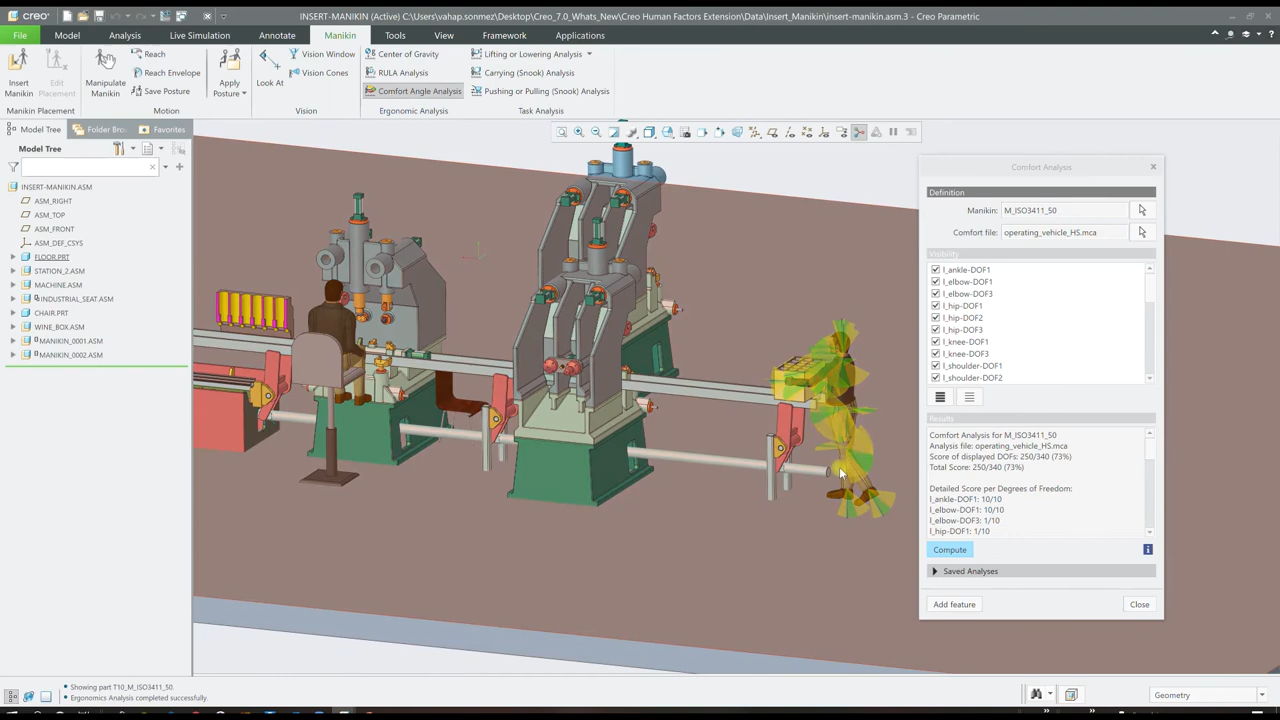 creo
INSERT-MANIKIN (Active) C:\Users\vahap.sonmez\Desktop\Creo_7.0_Whats_New\Creo Human Factors Extension\Data\Insert_Manikin\insert-manikin.asm.3 - Creo Parametric
File Model Analysis Live Simulation Annotate Manikin Tools View Framework Applications
Insert Manikin
Edit Placement
Manikin Placement
Manipulate Manikin
Reach
Reach Envelope
Save Posture
Apply Posture
Motion
Look At
Vision Window
Vision Cones
Vision
Center of Gravity
RULA Analysis
Comfort Angle Analysis
Ergonomic Analysis
Lifting or Lowering Analysis
Carrying (Snook) Analysis
Pushing or Pulling (Snook) Analysis
Task Analysis
Model Tree Folder Bro Favorites
Model Tree
INSERT-MANIKIN.ASM
ASM_RIGHT
ASM_TOP
ASM_FRONT
ASM_DEF_CSYS
FLOOR.PRT
STATION_2.ASM
MACHINE.ASM
INDUSTRIAL_SEAT.ASM
CHAIR.PRT
WINE_BOX.ASM
MANIKIN_0001.ASM
MANIKIN_0002.ASM
Comfort Analysis
Definition
Manikin: M_ISO3411_50
Comfort file: operating_vehicle_HS.mca
Visibility
l_ankle-DOF1
l_elbow-DOF1
l_elbow-DOF3
l_hip-DOF1
l_hip-DOF2
l_hip-DOF3
l_knee-DOF1
l_knee-DOF3
l_shoulder-DOF1
l_shoulder-DOF2
Results
Comfort Analysis for M_ISO3411_50
Analysis file: operating_vehicle_HS.mca
Score of displayed DOFs: 250/340 (73%)
Total Score: 250/340 (73%)
Detailed Score per Degrees of Freedom:
l_ankle-DOF1: 10/10
l_elbow-DOF1: 10/10
l_elbow-DOF3: 1/10
l_hip-DOF1: 1/10
Compute
Saved Analyses
Add feature Close
Showing part T10_M_ISO3411_50.
Ergonomics Analysis completed successfully.
Geometry